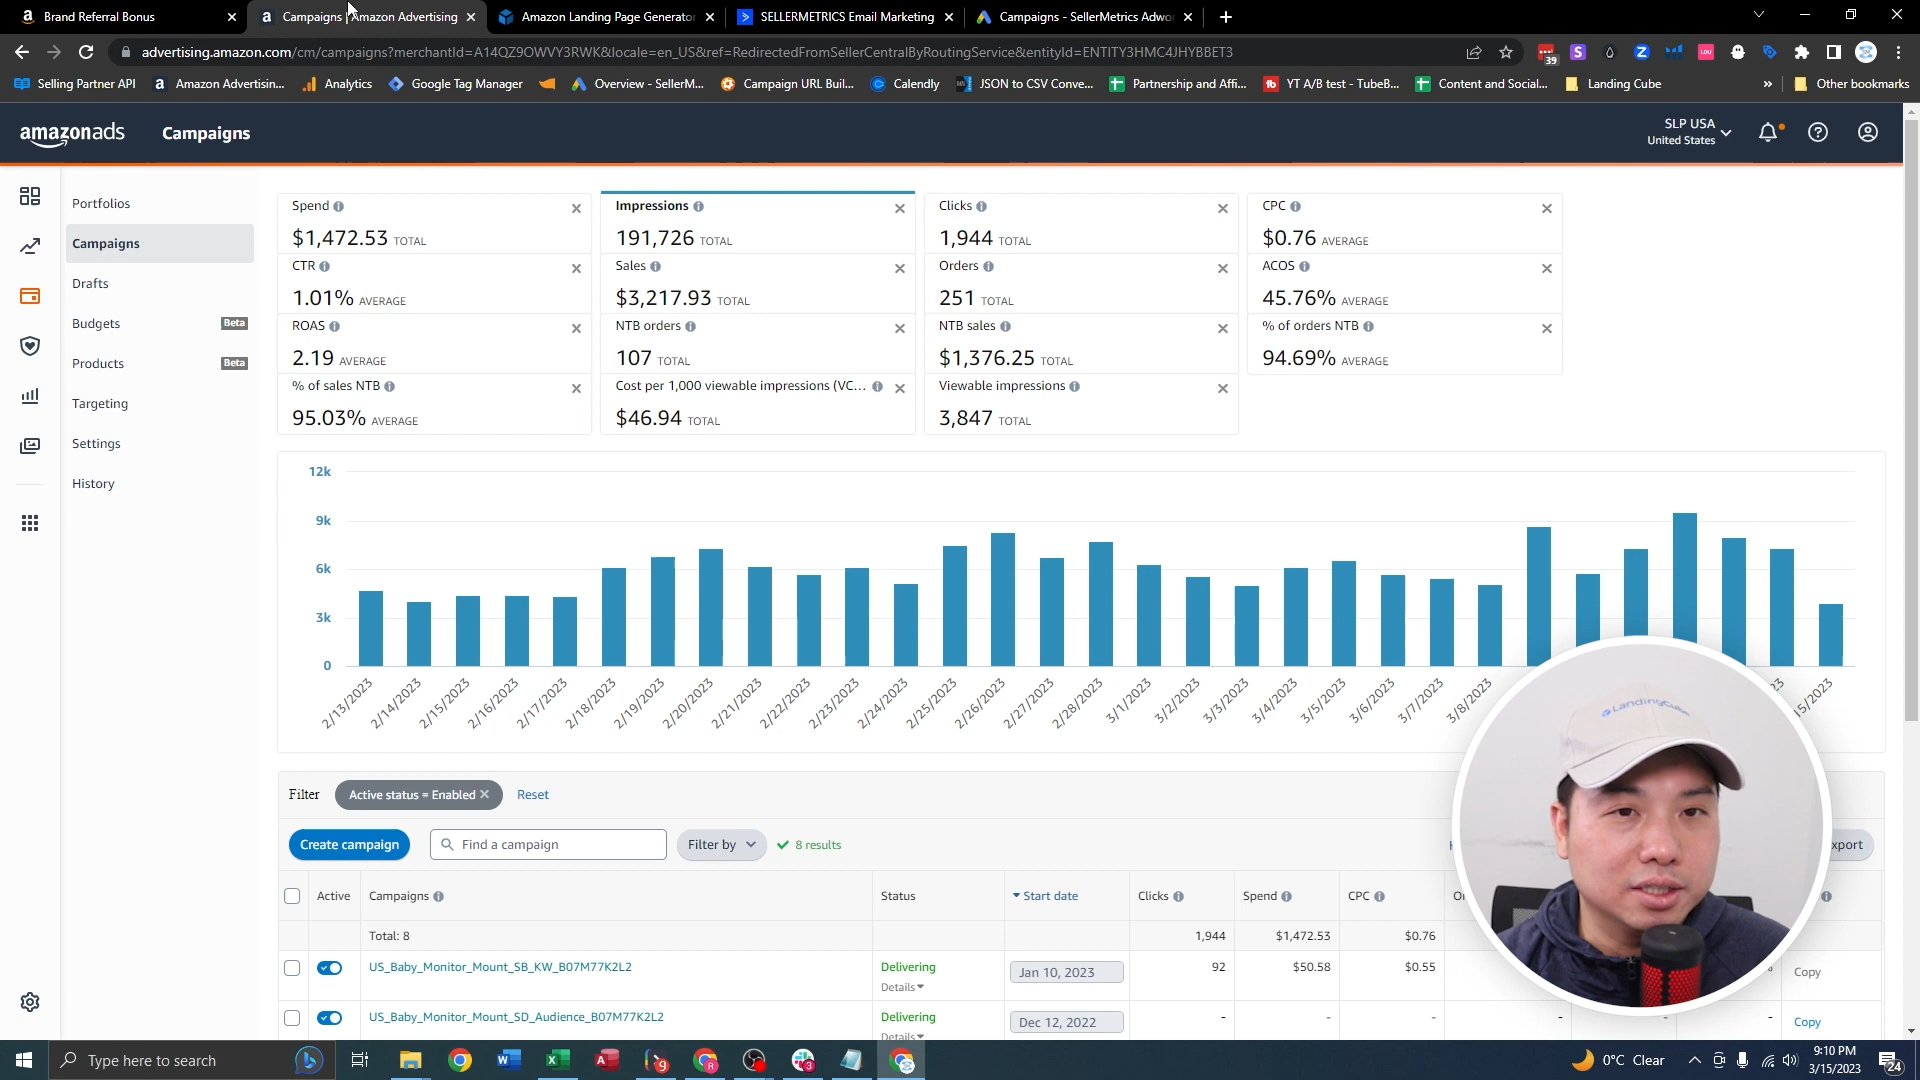 Brand Referral Bonus
Campaigns | Amazon Advertising
Amazon Landing Page Generator
SELLERMETRICS Email Marketing
Campaigns - SellerMetrics Adwo
advertising.amazon.com/cm/campaigns?merchantId=A14QZ9OWVY3RWK&locale=en_US&ref=RedirectedFromSellerCentralByRoutingService&entityId=ENTITY3HMC4JHYBBET3
39
Selling Partner API
Amazon Advertisin...
Analytics
Google Tag Manager
Overview - SellerM...
Campaign URL Buil...
Calendly
JSON to CSV Conve...
Partnership and Affi...
YT A/B test - TubeB...
Content and Social...
Landing Cube
»
Other bookmarks
amazonads
Campaigns
SLP USA
United States
Portfolios
Campaigns
Drafts
Budgets Beta
Products Beta
Targeting
Settings
History
Spend
$1,472.53 TOTAL
Impressions
191,726 TOTAL
Clicks
1,944 TOTAL
CPC
$0.76 AVERAGE
CTR
1.01% AVERAGE
Sales
$3,217.93 TOTAL
Orders
251 TOTAL
ACOS
45.76% AVERAGE
ROAS
2.19 AVERAGE
NTB orders
107 TOTAL
NTB sales
$1,376.25 TOTAL
% of orders NTB
94.69% AVERAGE
% of sales NTB
95.03% AVERAGE
Cost per 1,000 viewable impressions (VC...
$46.94 TOTAL
Viewable impressions
3,847 TOTAL
12k
9k
6k
3k
0
2/13/2023
2/14/2023
2/15/2023
2/16/2023
2/17/2023
2/18/2023
2/19/2023
2/20/2023
2/21/2023
2/22/2023
2/23/2023
2/24/2023
2/25/2023
2/26/2023
2/27/2023
2/28/2023
3/1/2023
3/2/2023
3/3/2023
3/4/2023
3/5/2023
3/6/2023
3/7/2023
3/8/2023
23
15/2023
LandingCube
Filter
Active status = Enabled
Reset
Create campaign
Find a campaign
Filter by
8 results
xport
Active
Campaigns
Status
Start date
Clicks
Spend
CPC
Total: 8
1,944
$1,472.53
$0.76
US_Baby_Monitor_Mount_SB_KW_B07M77K2L2
Delivering
Details
Jan 10, 2023
92
$50.58
$0.55
Copy
US_Baby_Monitor_Mount_SD_Audience_B07M77K2L2
Delivering
Details
Dec 12, 2022
-
-
-
-
-
-
Copy
Type here to search
9
3
0°C Clear
9:10 PM
3/15/2023
24